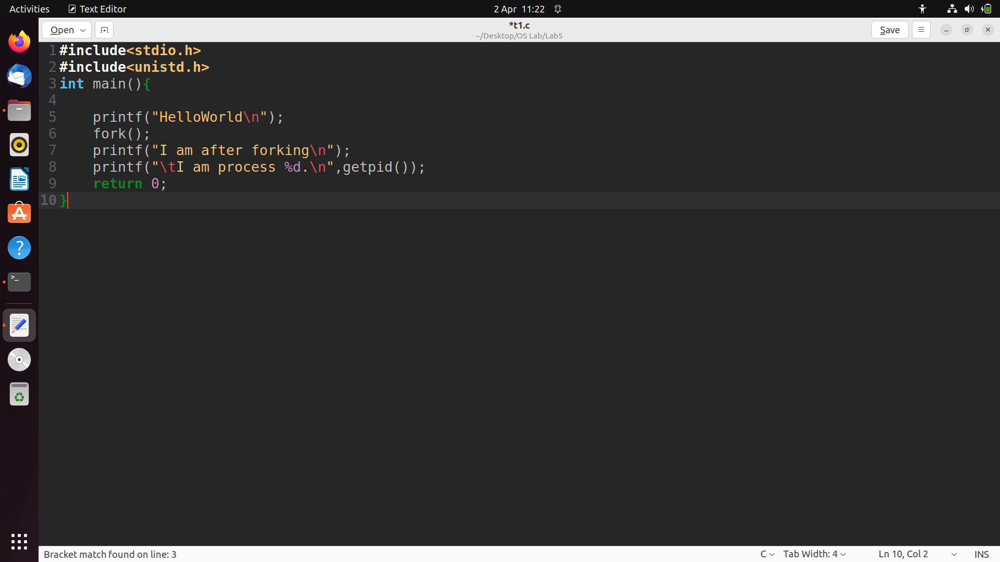 Activities Text Editor 2 Apr 11:22
Open *t1.c Save
~/Desktop/OS Lab/Lab5
1 #include<stdio.h>
2 #include<unistd.h>
3 int main(){
4
5     printf("HelloWorld\n");
6     fork();
7     printf("I am after forking\n");
8     printf("\tI am process %d.\n",getpid());
9     return 0;
10 }
Bracket match found on line: 3 C Tab Width: 4 Ln 10, Col 2 INS